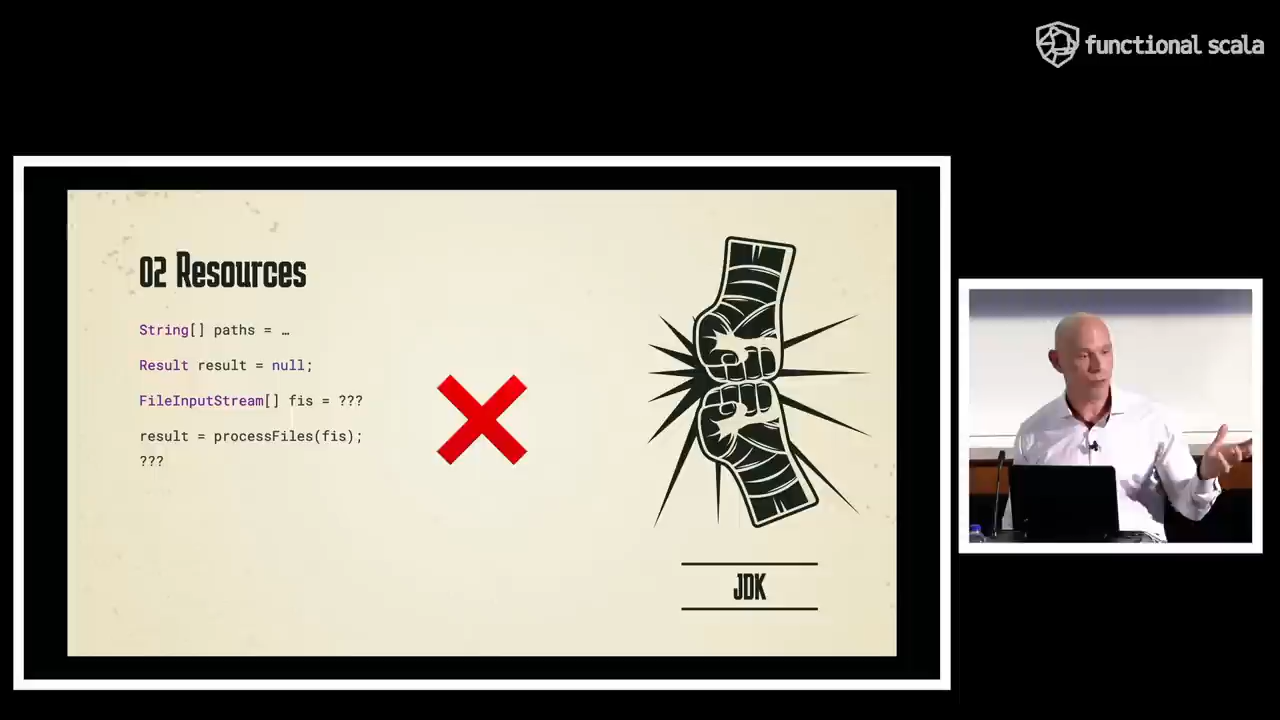 functional scala
02 Resources
String[] paths = …
Result result = null;
FileInputStream[] fis = ???
result = processFiles(fis);
???
JDK